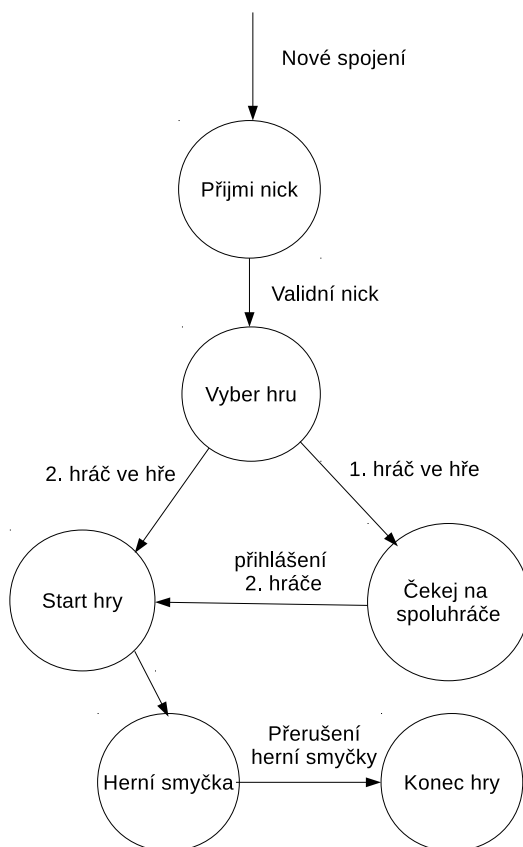 Nové spojení
Přijmi nick
Validní nick
Vyber hru
2. hráč ve hře
1. hráč ve hře
přihlášení
2. hráče
Start hry
Čekej na
spoluhráče
Přerušení
herní smyčky
Herní smyčka
Konec hry